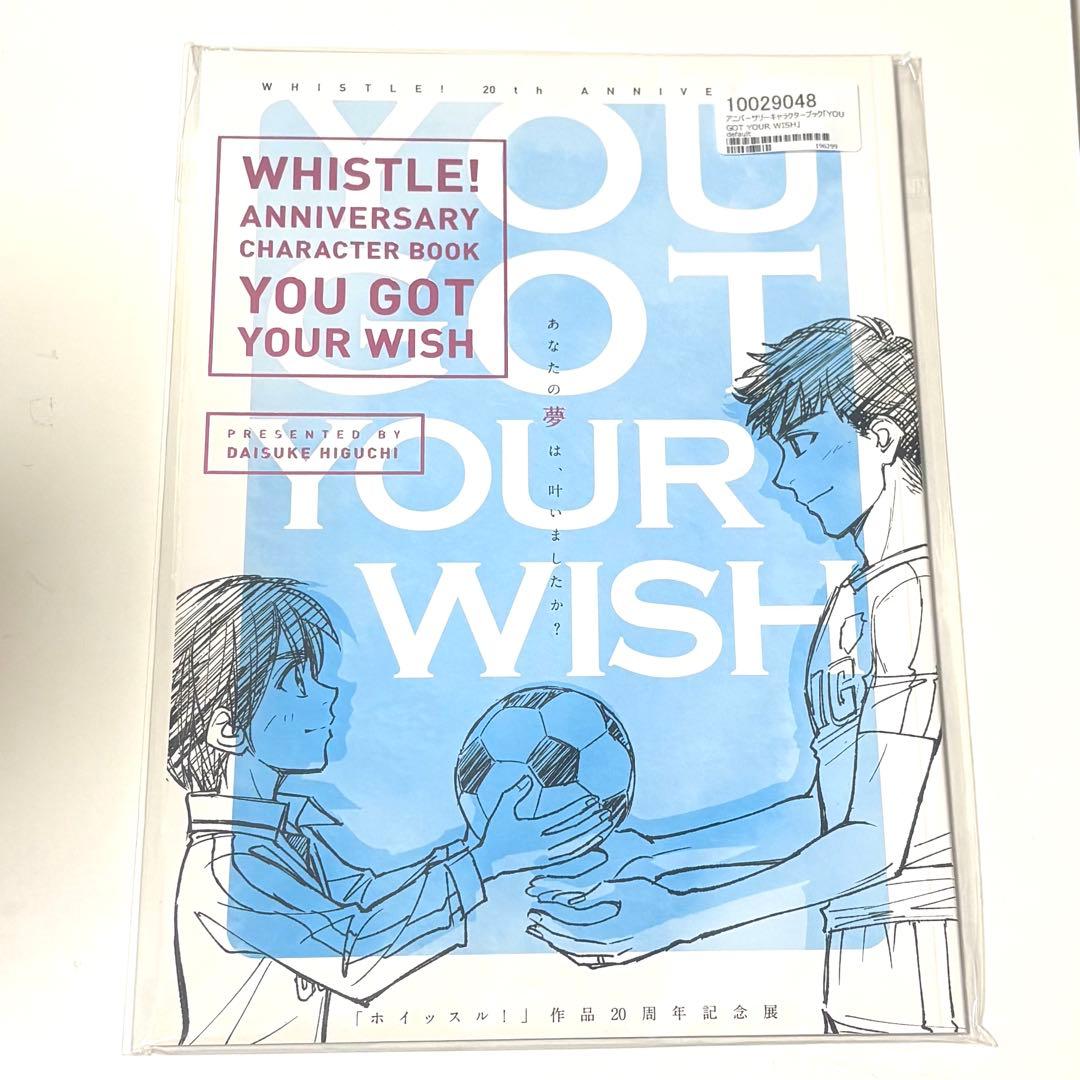 WHISTLE! 20th ANNIVE
10029048
アニバーサリーキャラクターブック「YOU
GOT YOUR WISH」
default
196299
WHISTLE!
ANNIVERSARY
CHARACTER BOOK
YOU GOT
YOUR WISH
PRESENTED BY
DAISUKE HIGUCHI
YOU
GOT
YOUR
WISH
あなたの夢は、叶いましたか?
IG
「ホイッスル!」作品20周年記念展